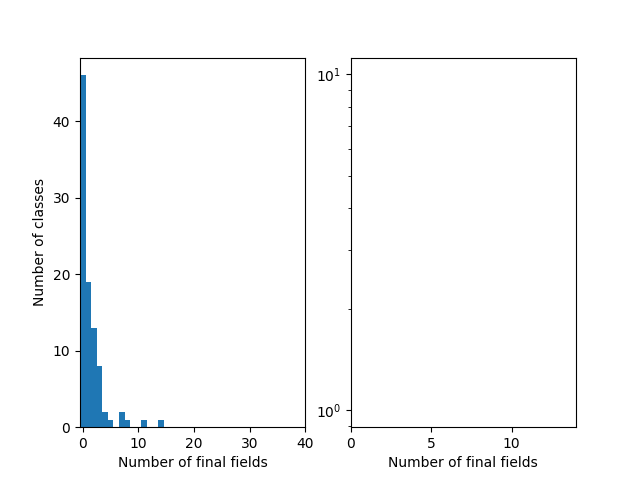 Number of classes
40
30
20
10
0
0 10 20 30 40
Number of final fields
10¹
10⁰
0 5 10
Number of final fields